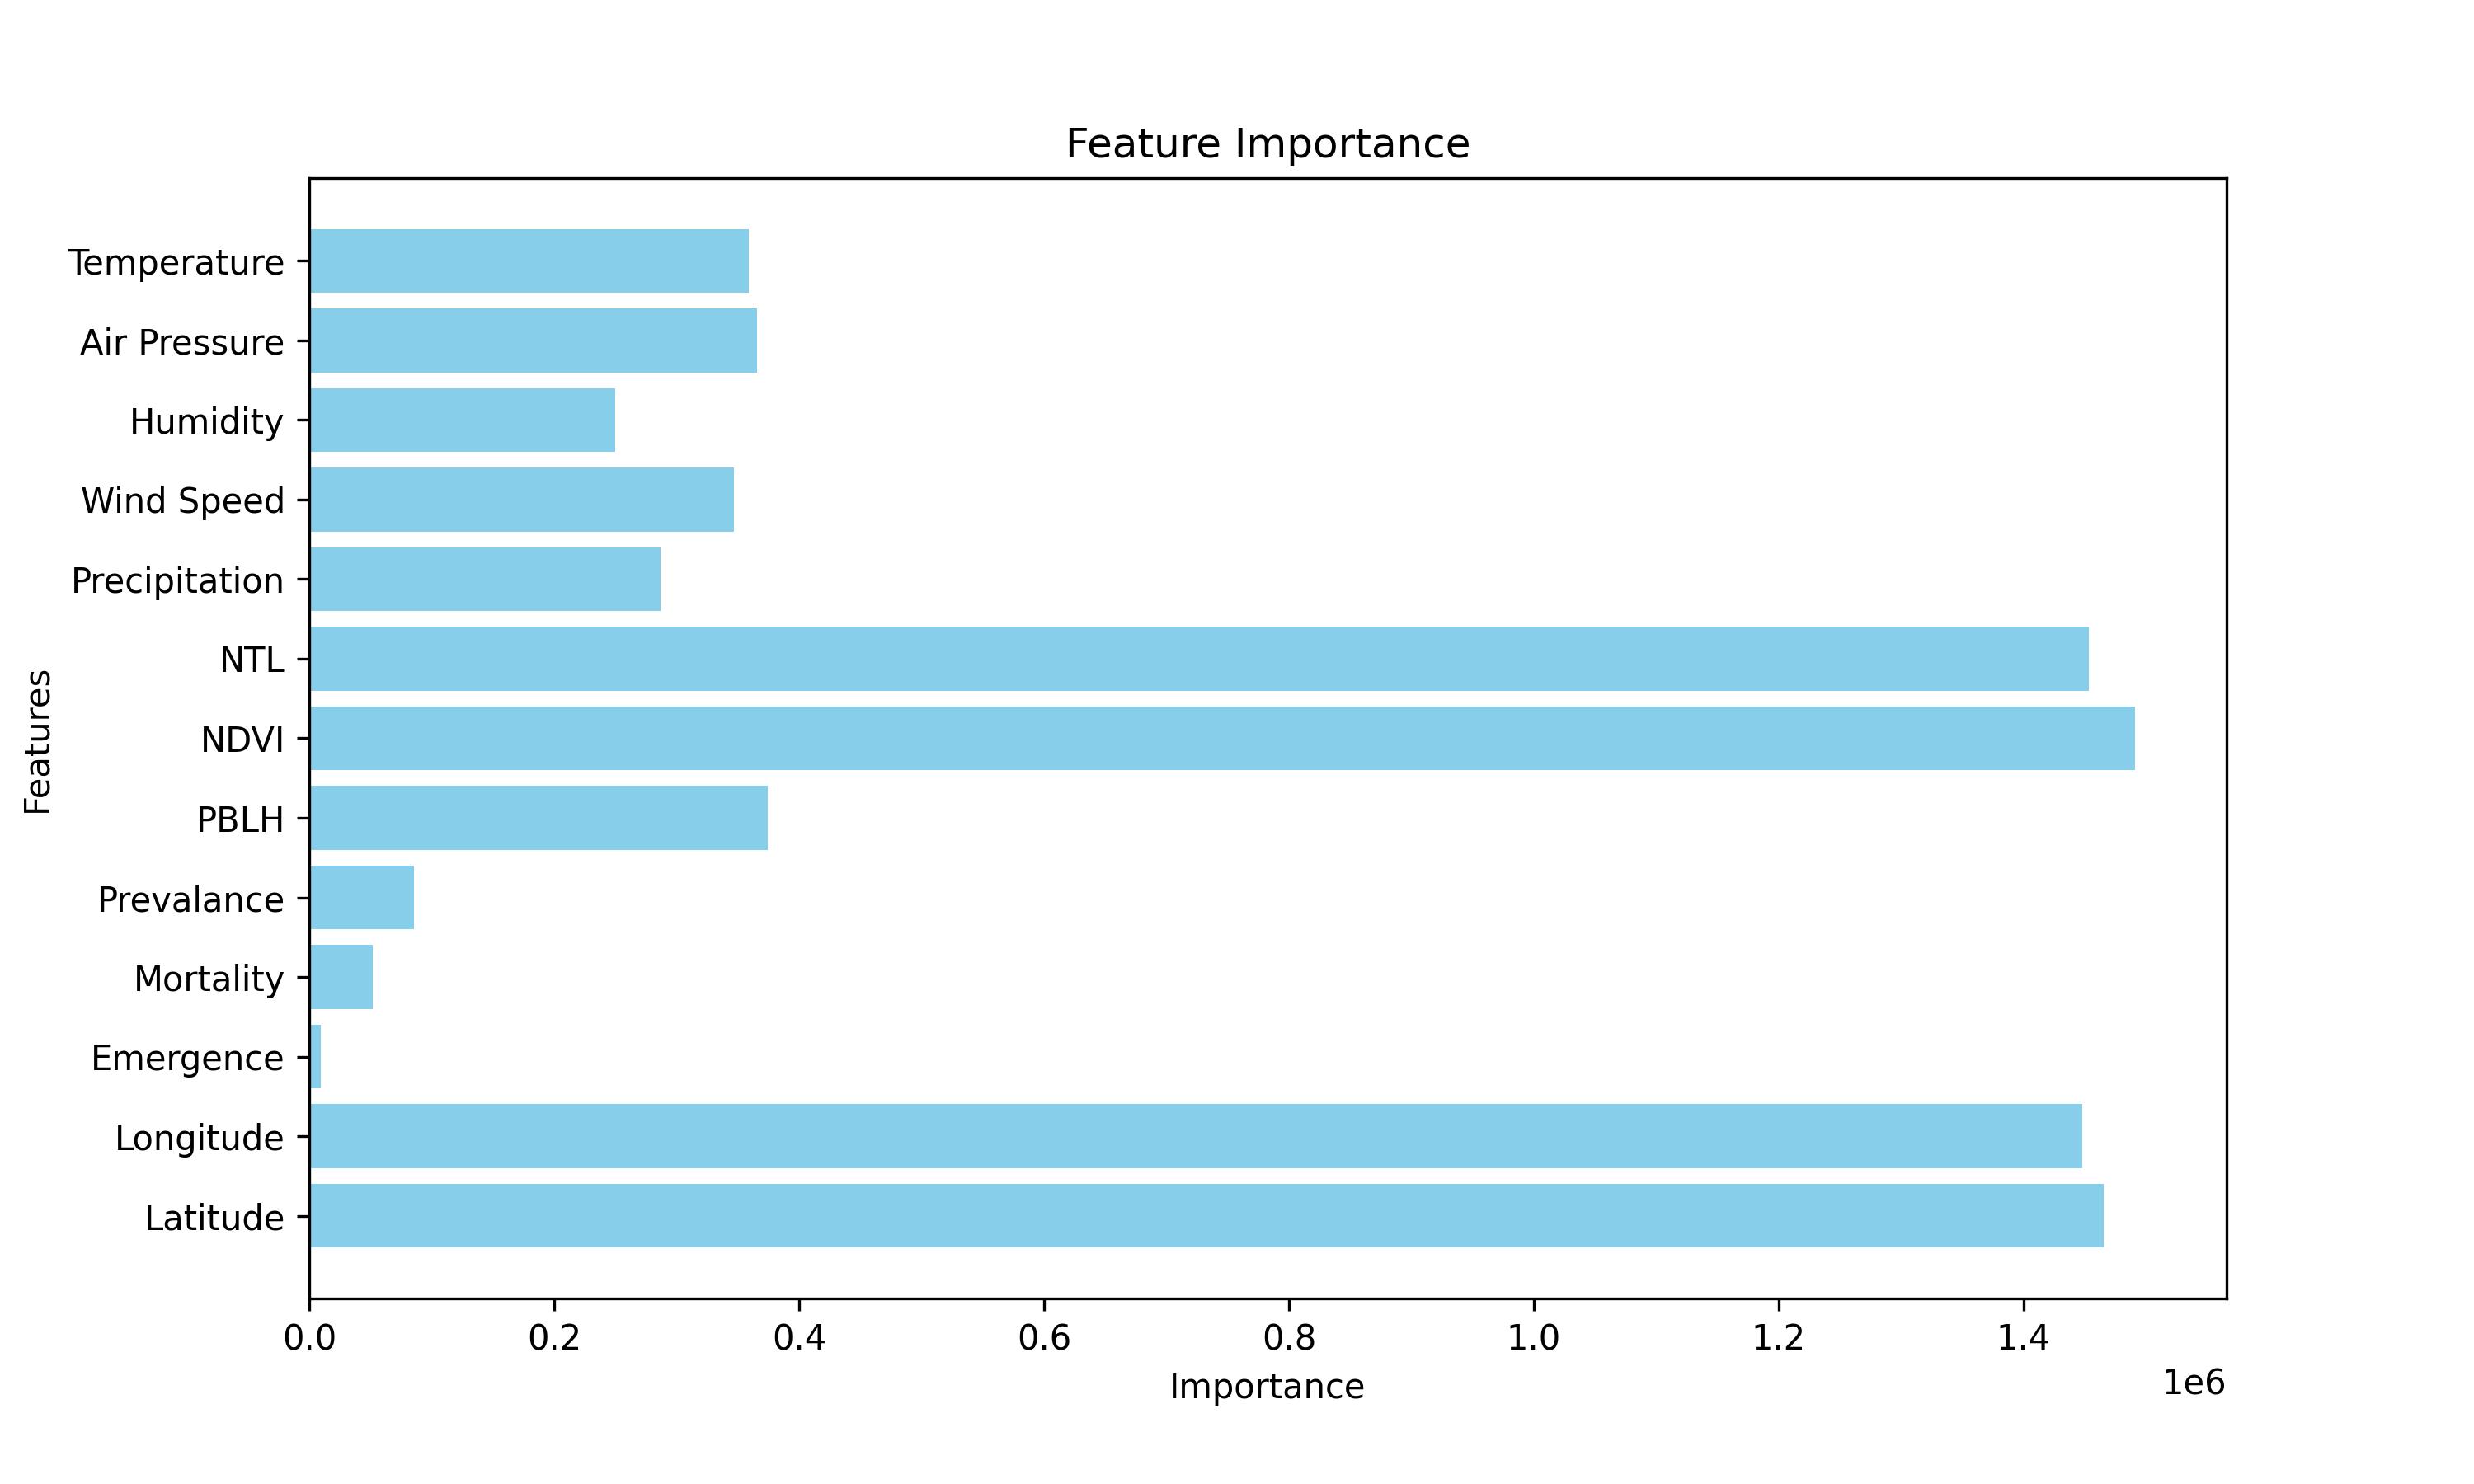 Feature Importance
Temperature
Air Pressure
Humidity
Wind Speed
Precipitation
NTL
NDVI
PBLH
Prevalance
Mortality
Emergence
Longitude
Latitude
Features
0.0 0.2 0.4 0.6 0.8 1.0 1.2 1.4
1e6
Importance